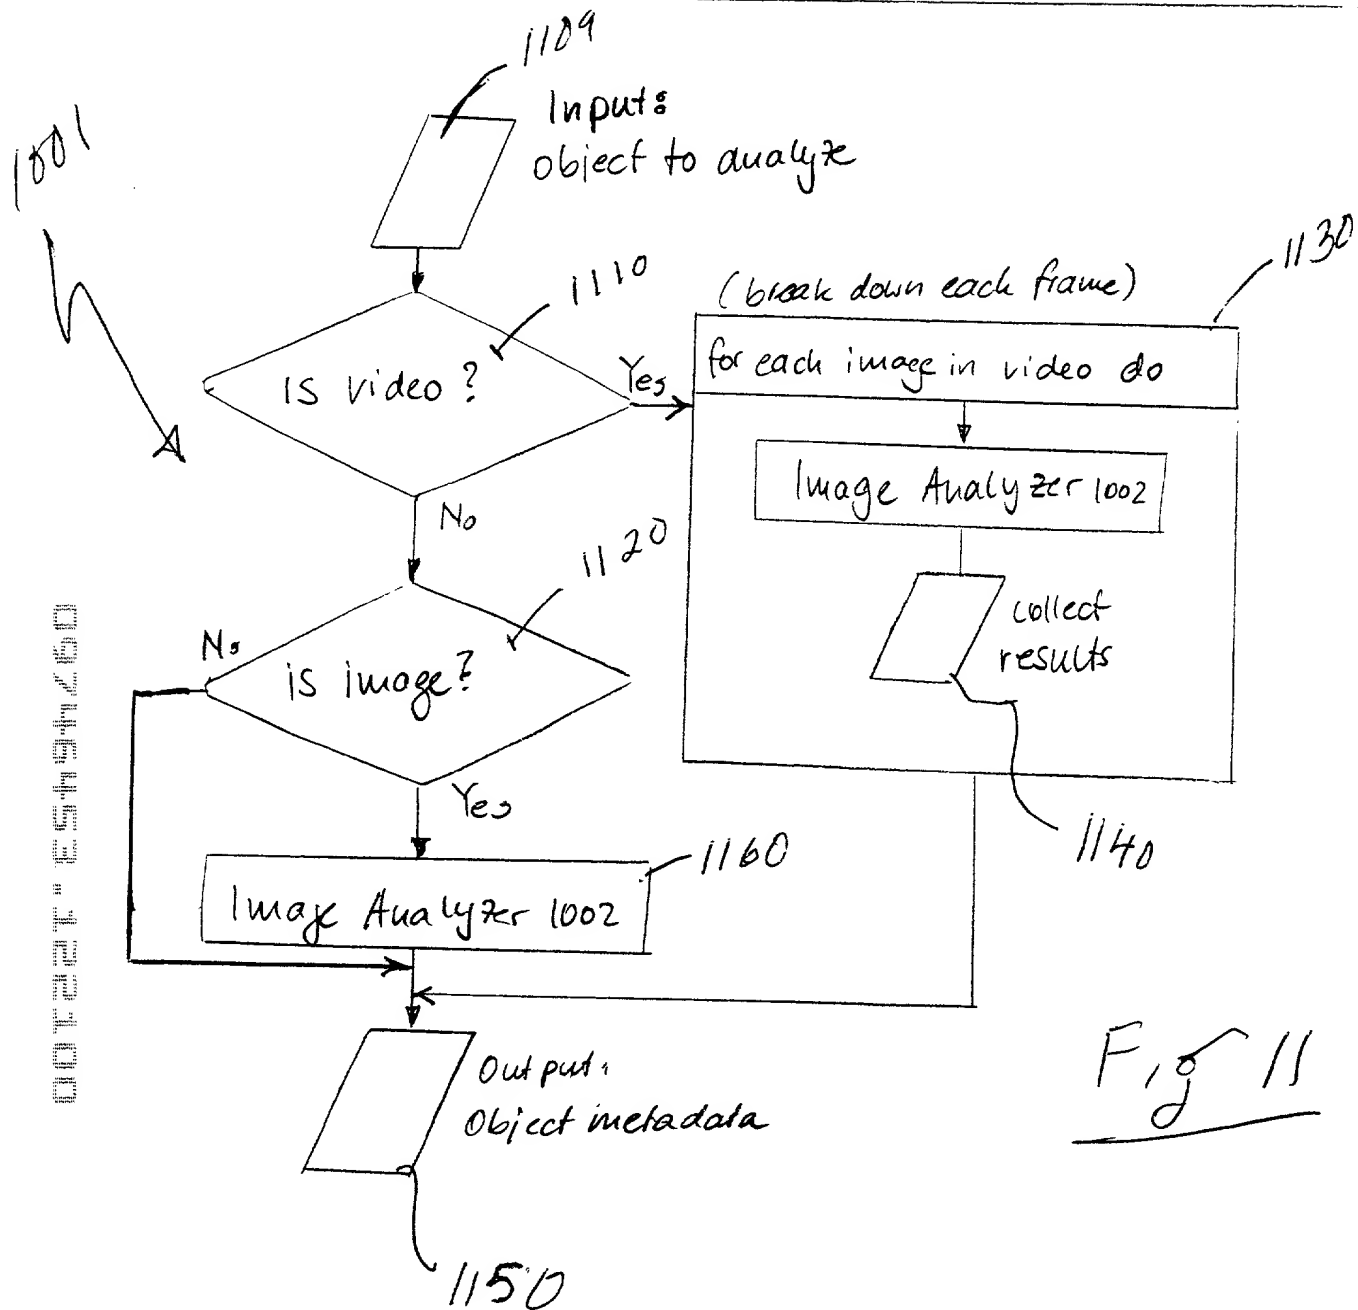 1109
Input:
object to analyze
1001
1110
is video?
Yes
No
(break down each frame)
1130
for each image in video do
Image Analyzer 1002
collect
results
1140
1120
is image?
No
Yes
1160
Image Analyzer 1002
Output:
Object metadata
1150
Fig 11
09745453.122100